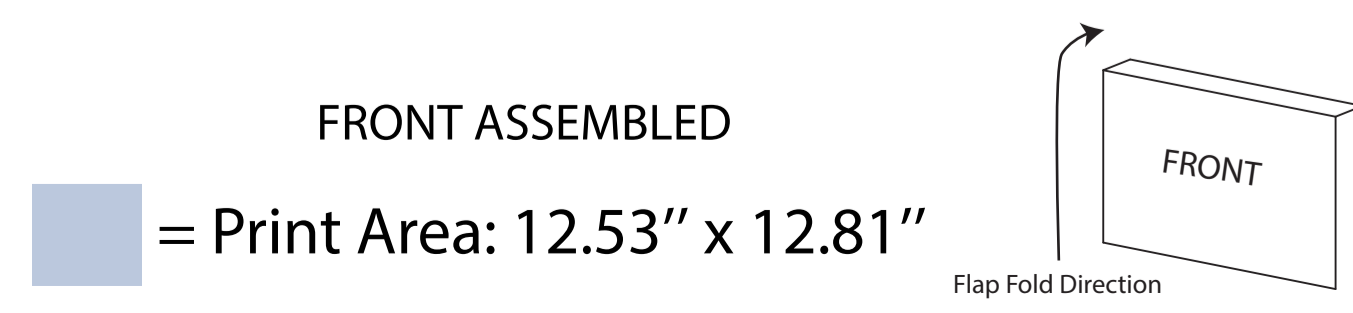 FRONT ASSEMBLED
= Print Area: 12.53″ x 12.81″
FRONT
Flap Fold Direction